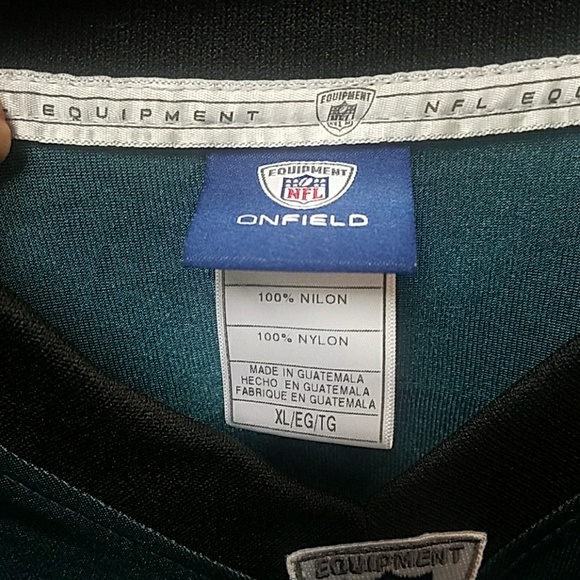 EQUIPMENT
EQUIPMENT
NFL
NFL EQU
EQUIPMENT
NFL
ONFIELD
100% NILON
100% NYLON
MADE IN GUATEMALA
HECHO EN GUATEMALA
FABRIQUE EN GUATEMALA
XL/EG/TG
EQUIPMENT